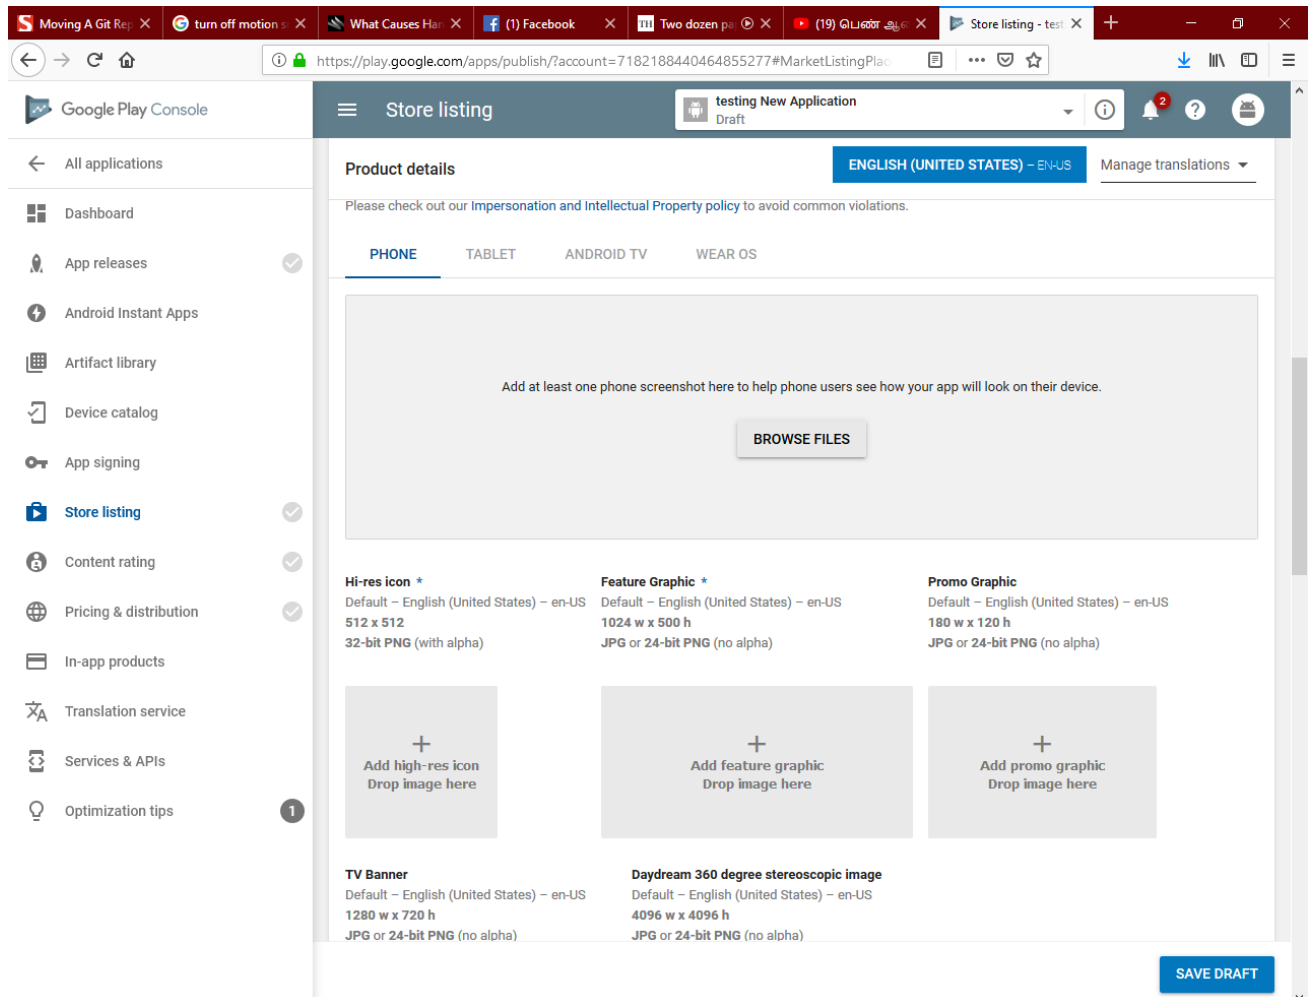 Moving A Git Rep
turn off motion s
What Causes Har
(1) Facebook
TH Two dozen pa
(19) பெண் ஆண
Store listing - test
https://play.google.com/apps/publish/?account=7182188440464855277#MarketListingPlac
Google Play Console
Store listing
testing New Application
Draft
2
All applications
Dashboard
App releases
Android Instant Apps
Artifact library
Device catalog
App signing
Store listing
Content rating
Pricing & distribution
In-app products
Translation service
Services & APIs
Optimization tips
1
Product details
ENGLISH (UNITED STATES) – EN-US
Manage translations
Please check out our Impersonation and Intellectual Property policy to avoid common violations.
PHONE
TABLET
ANDROID TV
WEAR OS
Add at least one phone screenshot here to help phone users see how your app will look on their device.
BROWSE FILES
Hi-res icon *
Default – English (United States) – en-US
512 x 512
32-bit PNG (with alpha)
Feature Graphic *
Default – English (United States) – en-US
1024 w x 500 h
JPG or 24-bit PNG (no alpha)
Promo Graphic
Default – English (United States) – en-US
180 w x 120 h
JPG or 24-bit PNG (no alpha)
Add high-res icon
Drop image here
Add feature graphic
Drop image here
Add promo graphic
Drop image here
TV Banner
Default – English (United States) – en-US
1280 w x 720 h
JPG or 24-bit PNG (no alpha)
Daydream 360 degree stereoscopic image
Default – English (United States) – en-US
4096 w x 4096 h
JPG or 24-bit PNG (no alpha)
SAVE DRAFT